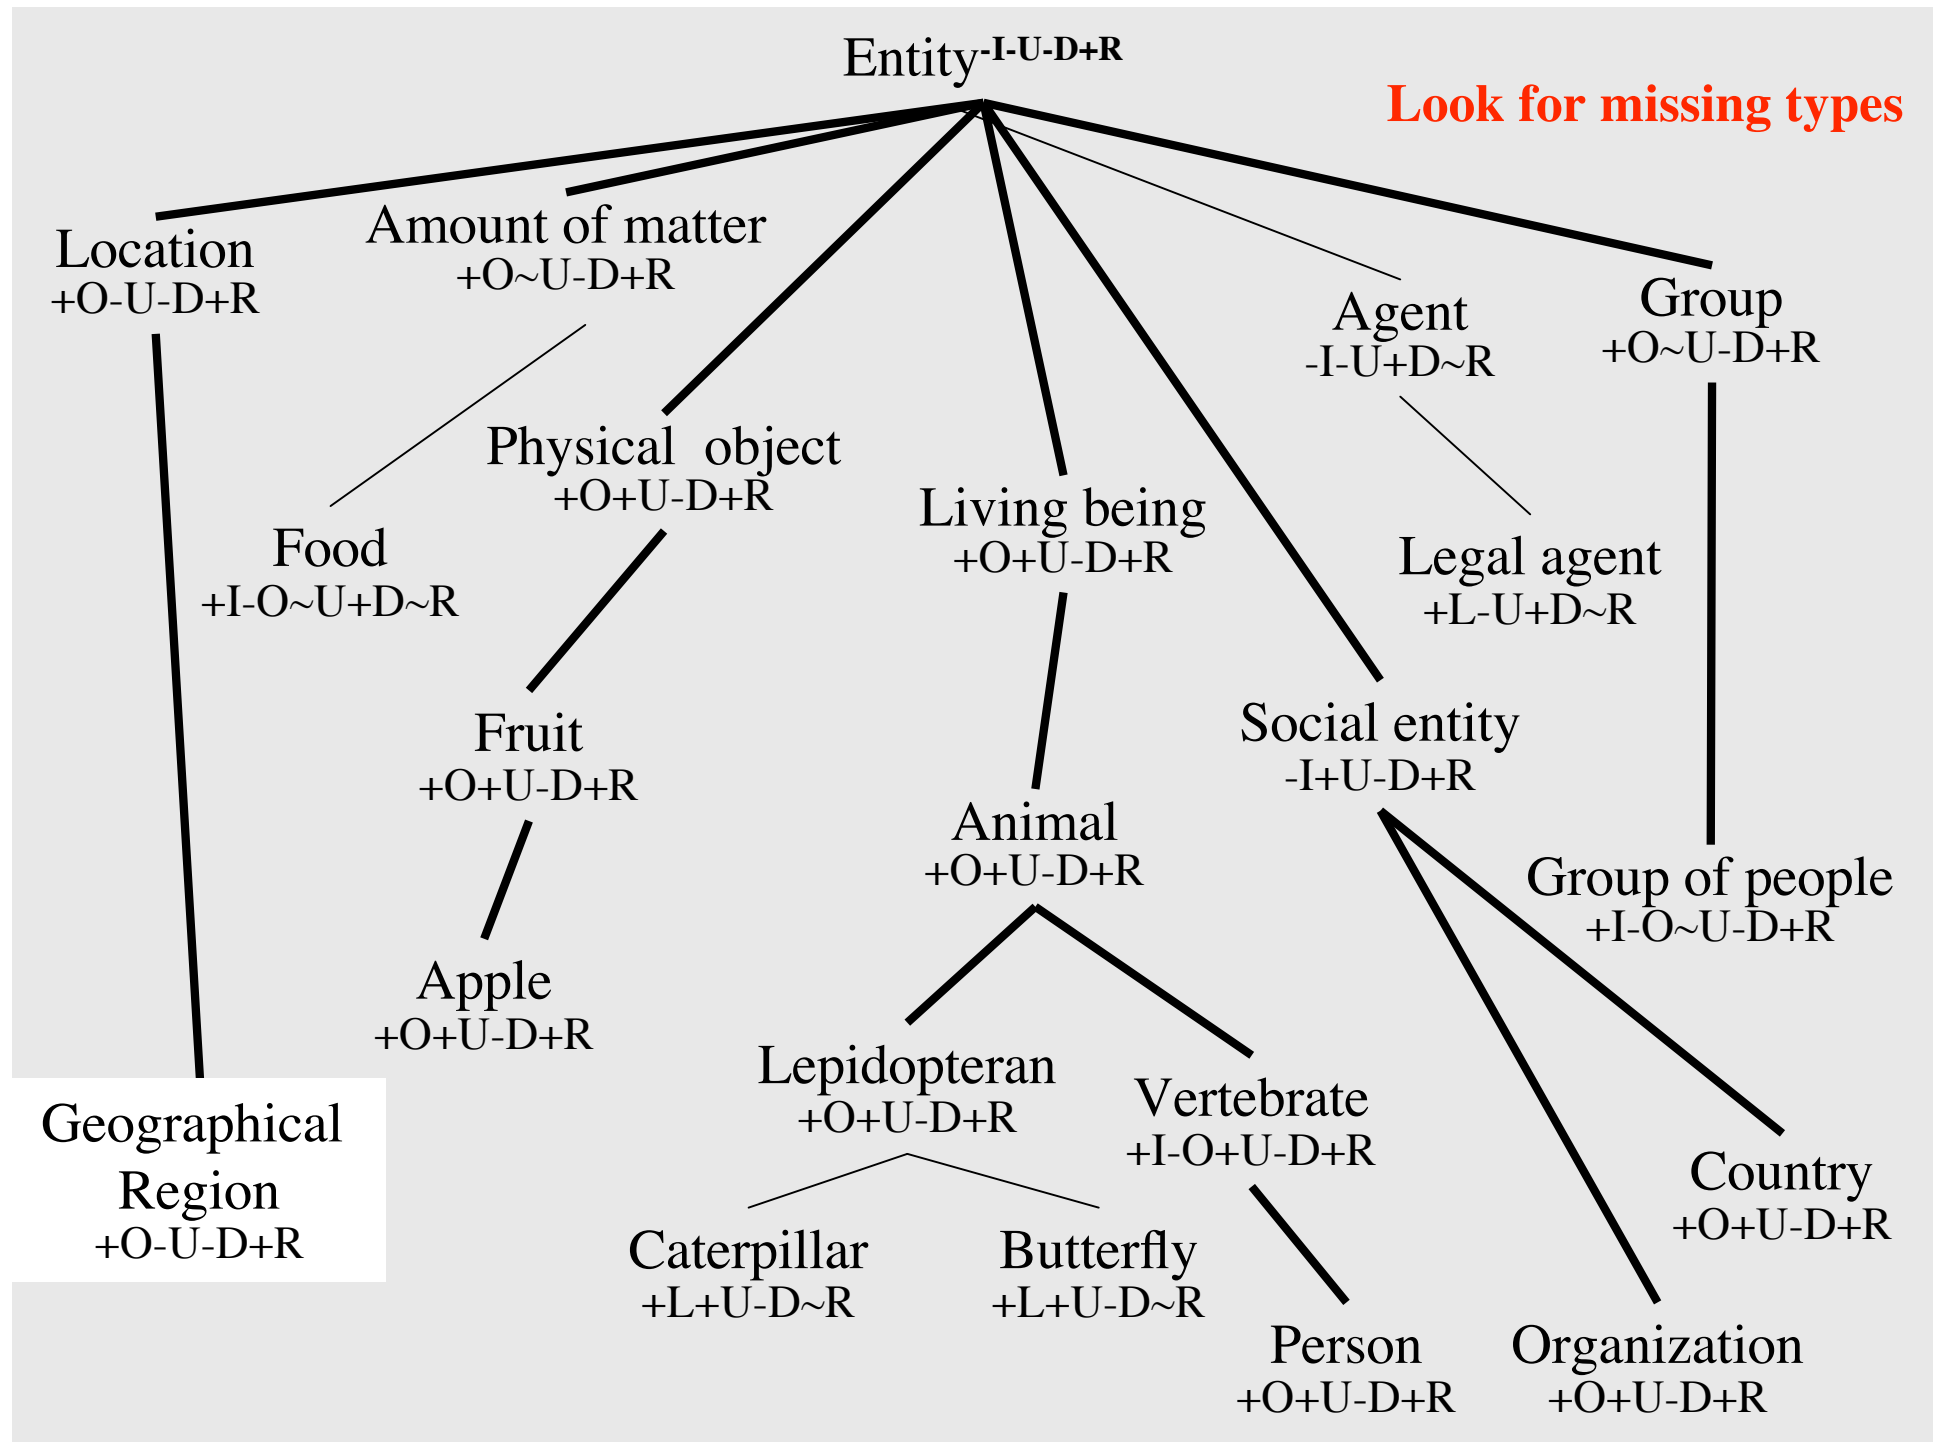 Entity-I-U-D+R
Look for missing types
Location
+O-U-D+R
Amount of matter
+O~U-D+R
Agent
-I-U+D~R
Group
+O~U-D+R
Physical  object
+O+U-D+R
Living being
+O+U-D+R
Food
+I-O~U+D~R
Legal agent
+L-U+D~R
Fruit
+O+U-D+R
Social entity
-I+U-D+R
Animal
+O+U-D+R
Group of people
+I-O~U-D+R
Apple
+O+U-D+R
Lepidopteran
+O+U-D+R
Vertebrate
+I-O+U-D+R
Geographical
Region
+O-U-D+R
Country
+O+U-D+R
Caterpillar
+L+U-D~R
Butterfly
+L+U-D~R
Person
+O+U-D+R
Organization
+O+U-D+R